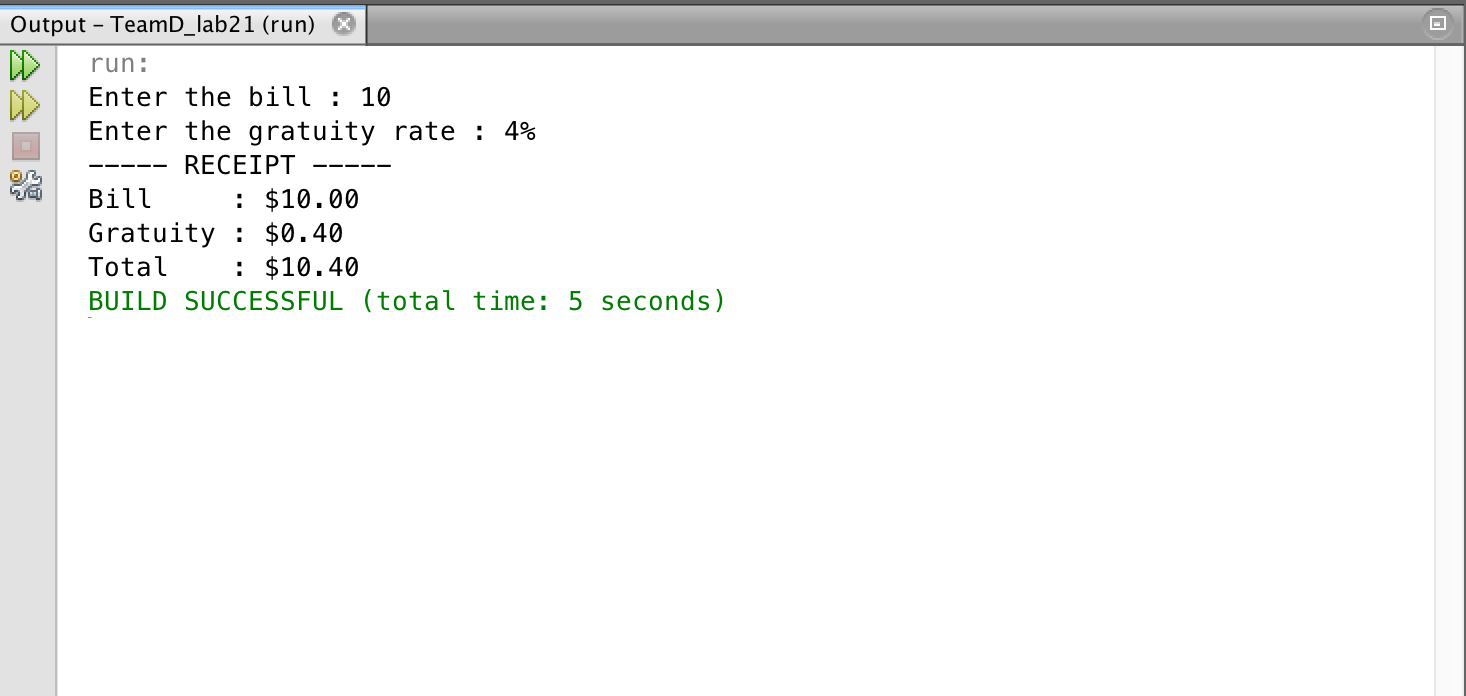 Output – TeamD_lab21 (run)
run:
Enter the bill : 10
Enter the gratuity rate : 4%
----- RECEIPT -----
Bill     : $10.00
Gratuity : $0.40
Total    : $10.40
BUILD SUCCESSFUL (total time: 5 seconds)